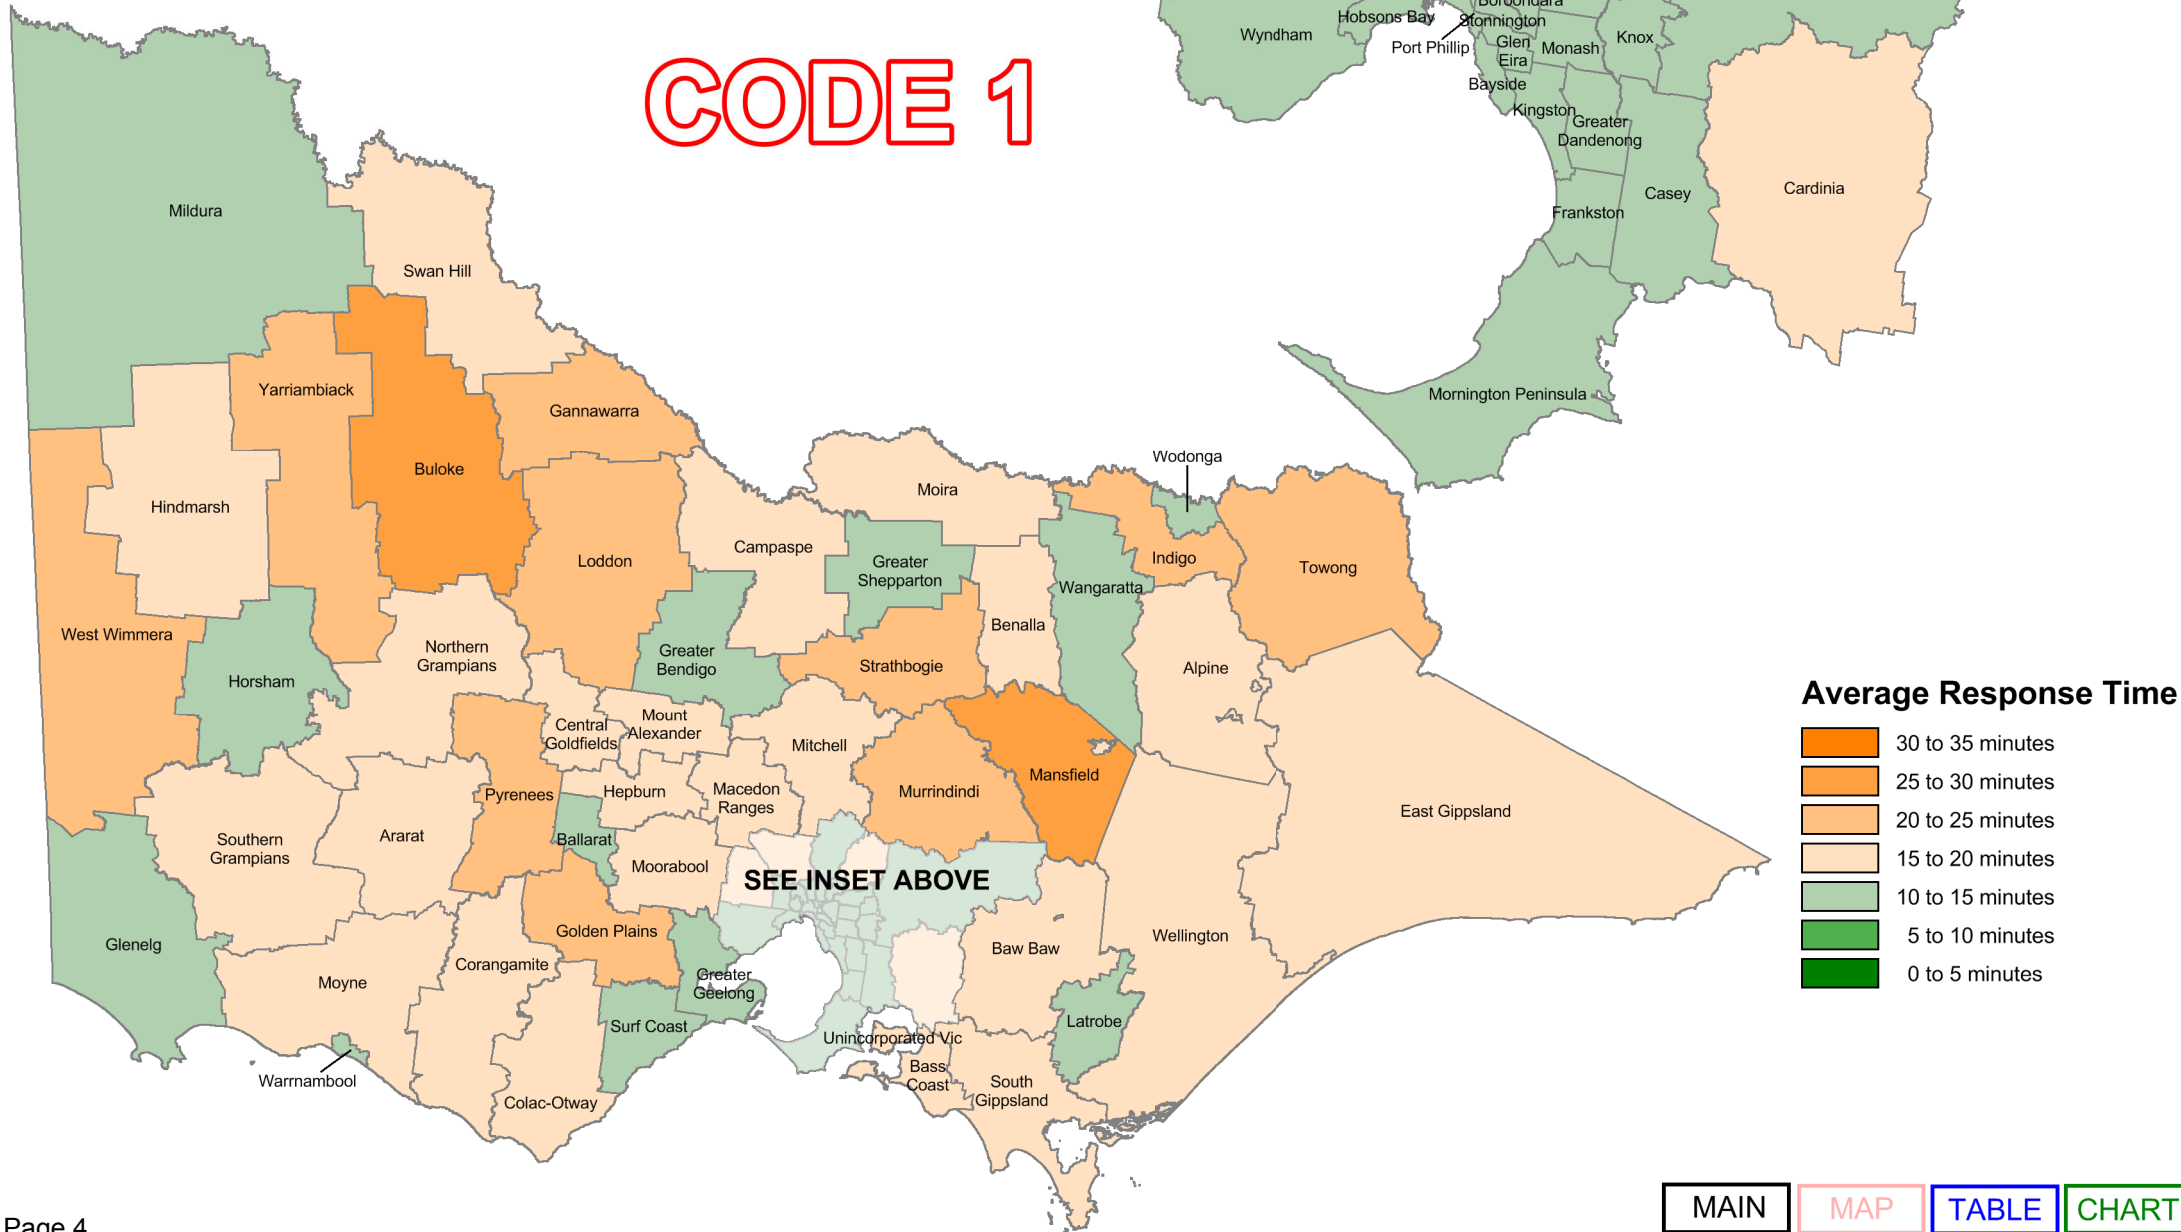 Boroondara
Hobsons Bay
Stonnington
Wyndham
Port Phillip
Glen
Eira
Monash
Knox
Bayside
Kingston
Greater
Dandenong
Cardinia
Casey
Frankston
Mornington Peninsula
CODE 1
Mildura
Swan Hill
Yarriambiack
Gannawarra
Buloke
Hindmarsh
Moira
Wodonga
Loddon
Campaspe
Greater
Shepparton
Indigo
Towong
Wangaratta
West Wimmera
Northern
Grampians
Greater
Bendigo
Benalla
Strathbogie
Alpine
Horsham
Central
Goldfields
Mount
Alexander
Mitchell
Mansfield
Pyrenees
Hepburn
Macedon
Ranges
Murrindindi
East Gippsland
Southern
Grampians
Ararat
Ballarat
Moorabool
SEE INSET ABOVE
Glenelg
Golden Plains
Baw Baw
Wellington
Moyne
Corangamite
Greater
Geelong
Surf Coast
Latrobe
Unincorporated Vic
Warrnambool
Colac-Otway
Bass
Coast
South
Gippsland
Average Response Time
30 to 35 minutes
25 to 30 minutes
20 to 25 minutes
15 to 20 minutes
10 to 15 minutes
5 to 10 minutes
0 to 5 minutes
Page 4
MAIN
MAP
TABLE
CHART